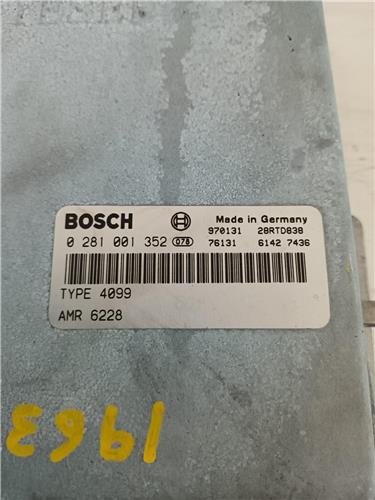 BOSCH Made in Germany
970131 28RTD838
0 281 001 352 078 76131 6142 7436
TYPE 4099
AMR 6228
1963